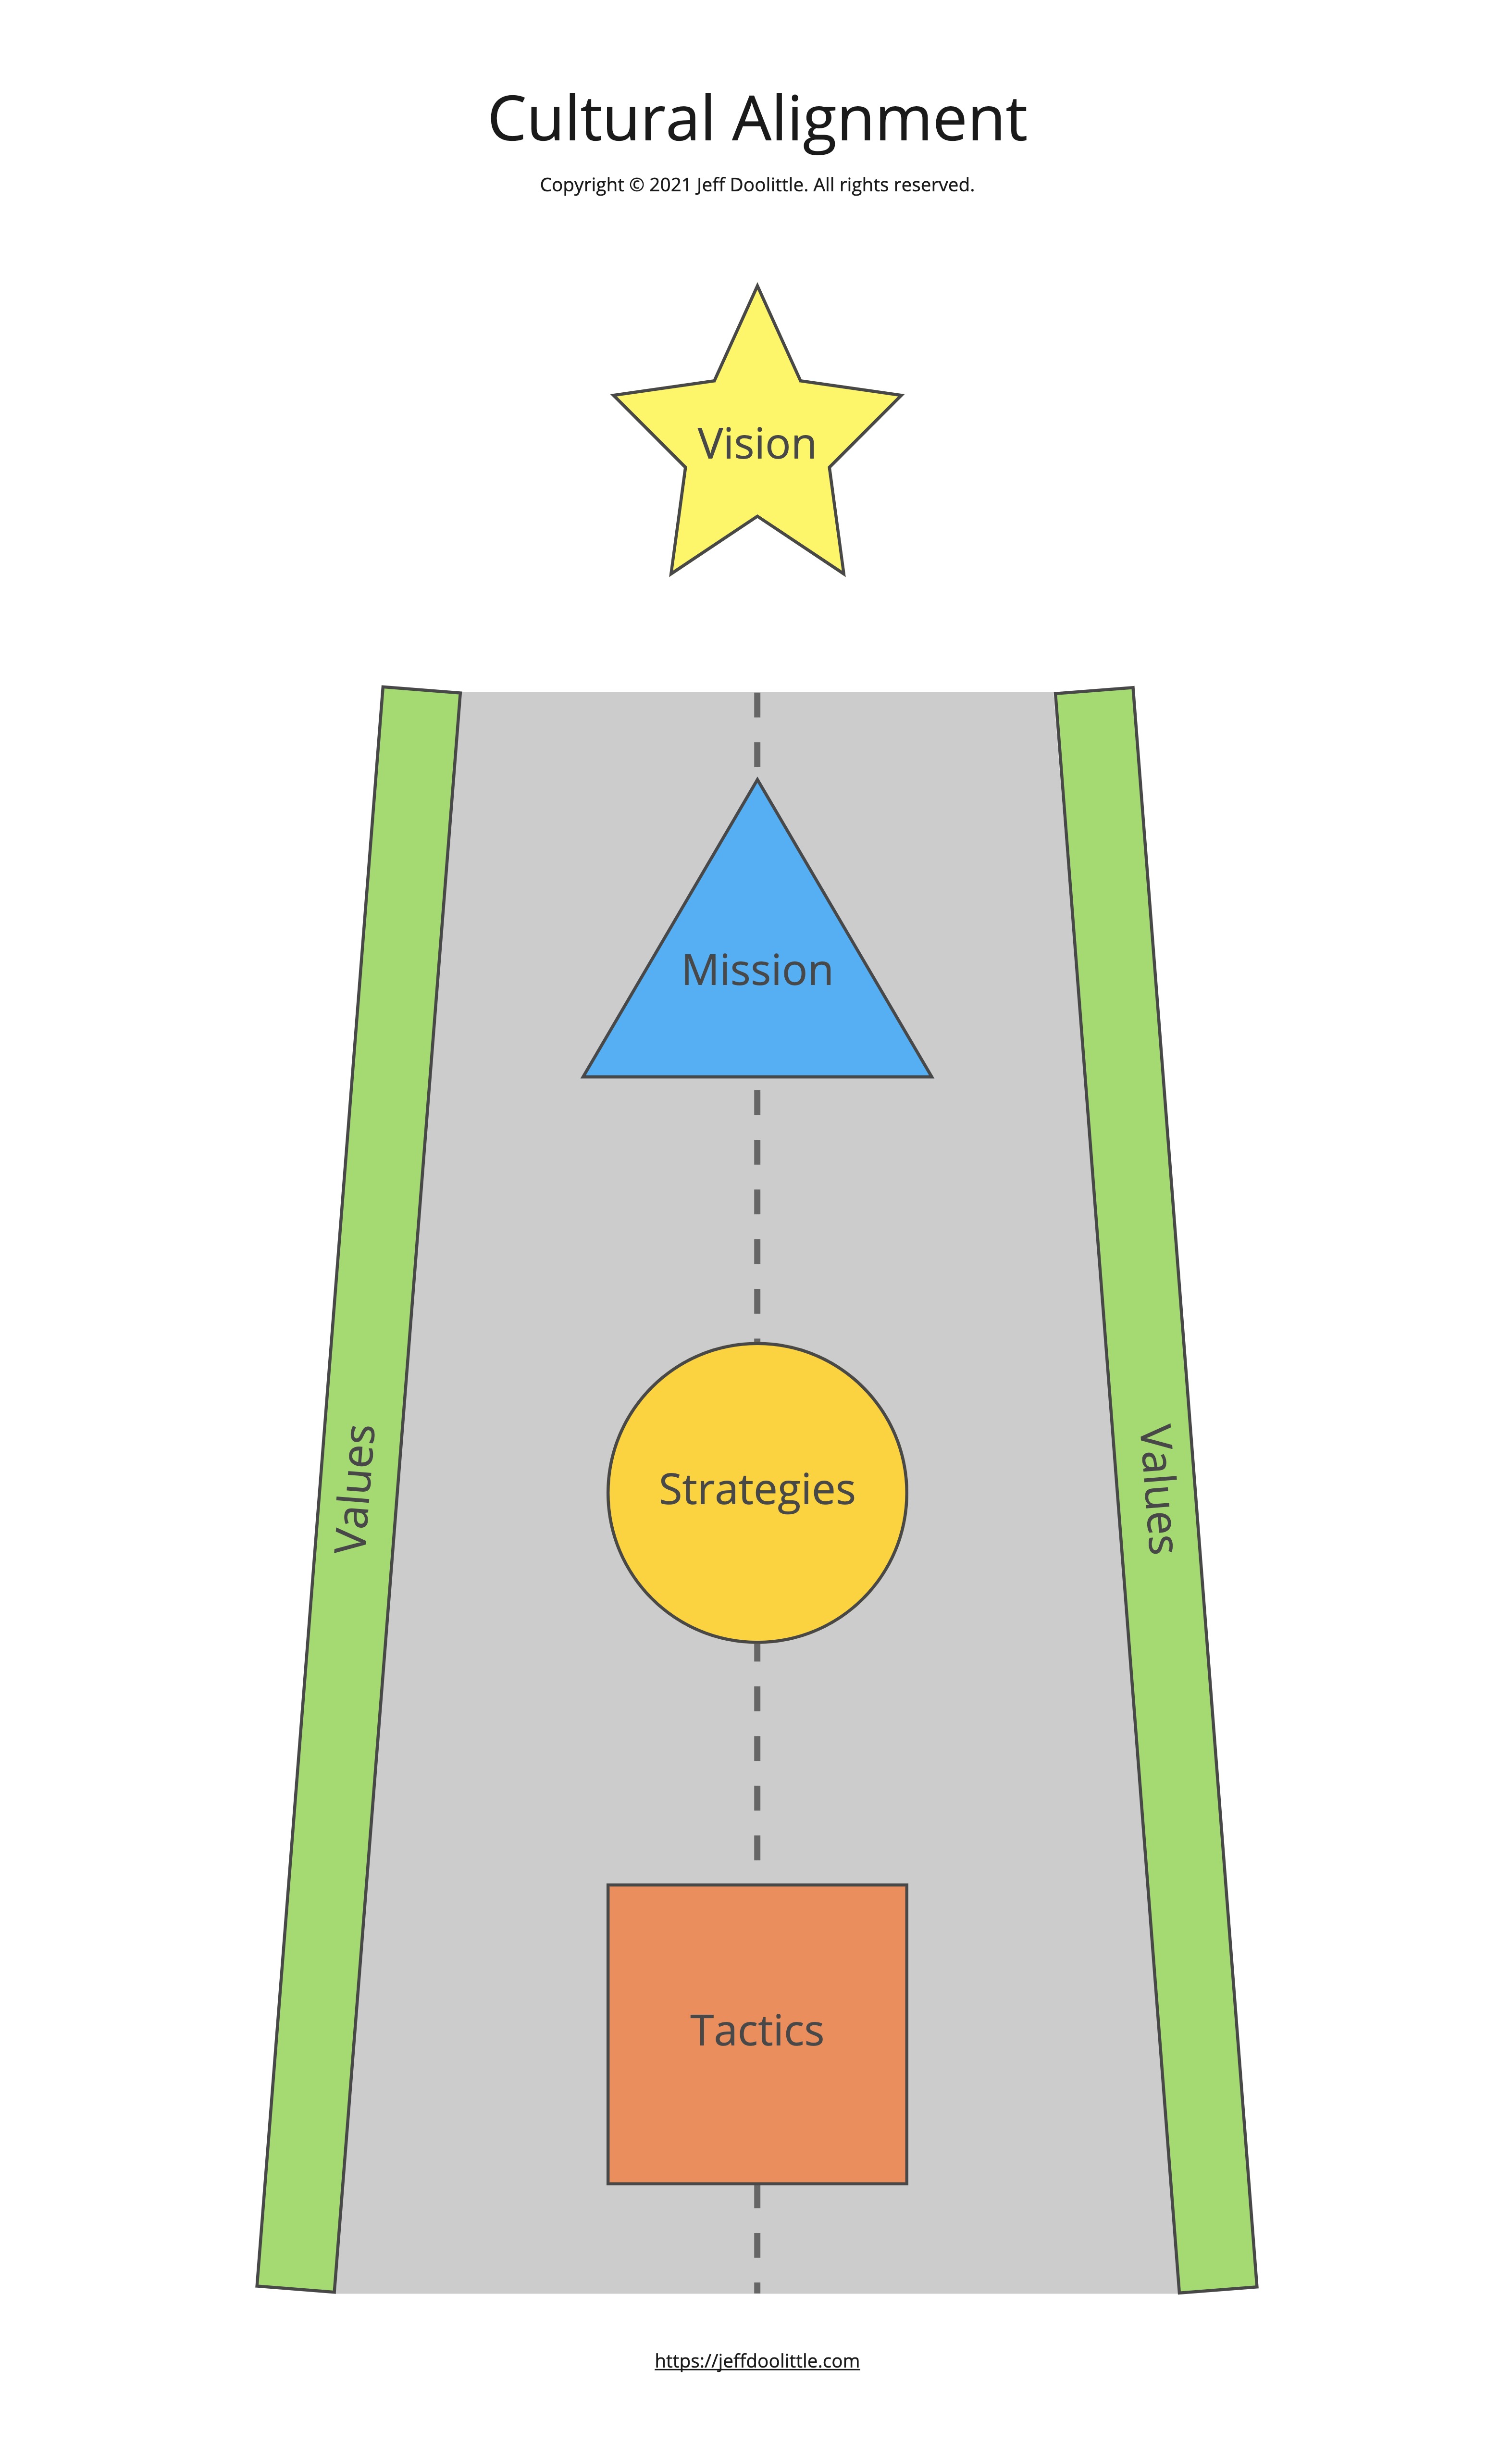 Cultural Alignment
Copyright © 2021 Jeff Doolittle. All rights reserved.
Vision
Mission
Strategies
Values
Values
Tactics
https://jeffdoolittle.com